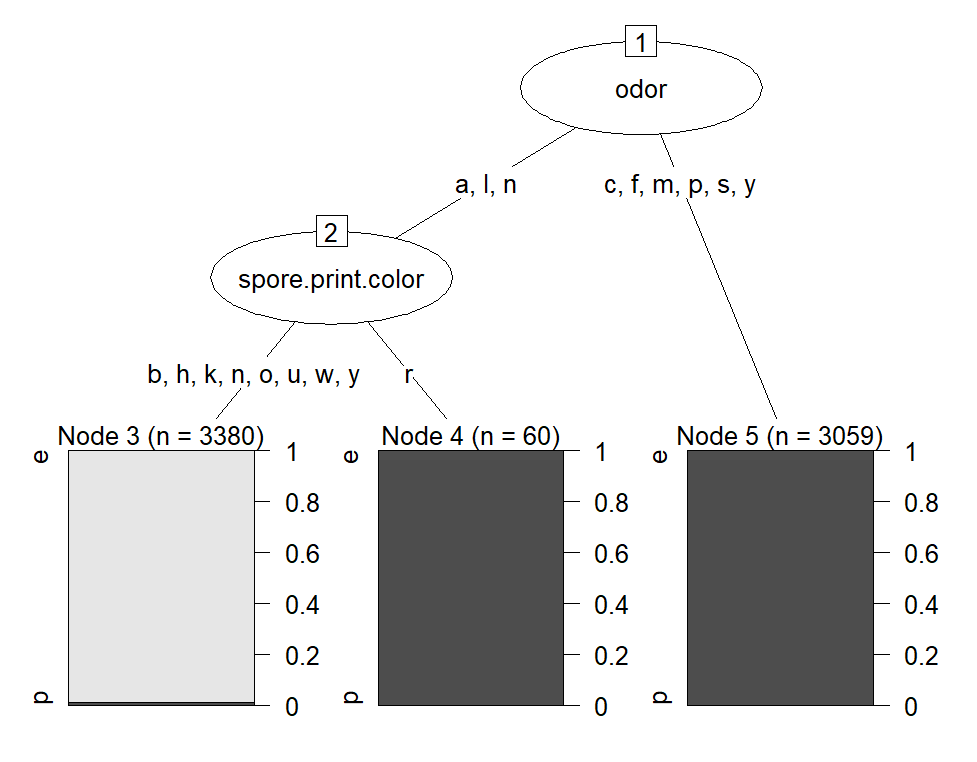 1
odor
a, l, n
c, f, m, p, s, y
2
spore.print.color
b, h, k, n, o, u, w, y
r
Node 3 (n = 3380)
e
p
1
0.8
0.6
0.4
0.2
0
Node 4 (n = 60)
e
p
1
0.8
0.6
0.4
0.2
0
Node 5 (n = 3059)
e
p
1
0.8
0.6
0.4
0.2
0